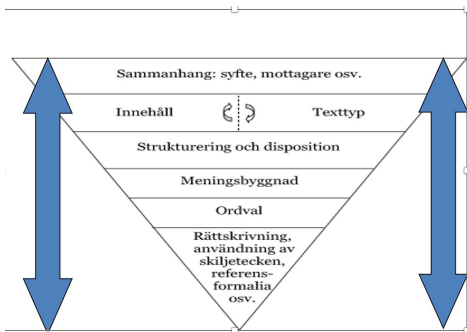 Sammanhang: syfte, mottagare osv.
Innehåll Texttyp
Strukturering och disposition
Meningsbyggnad
Ordval
Rättskrivning,
användning av
skiljetecken,
referens-
formalia
osv.